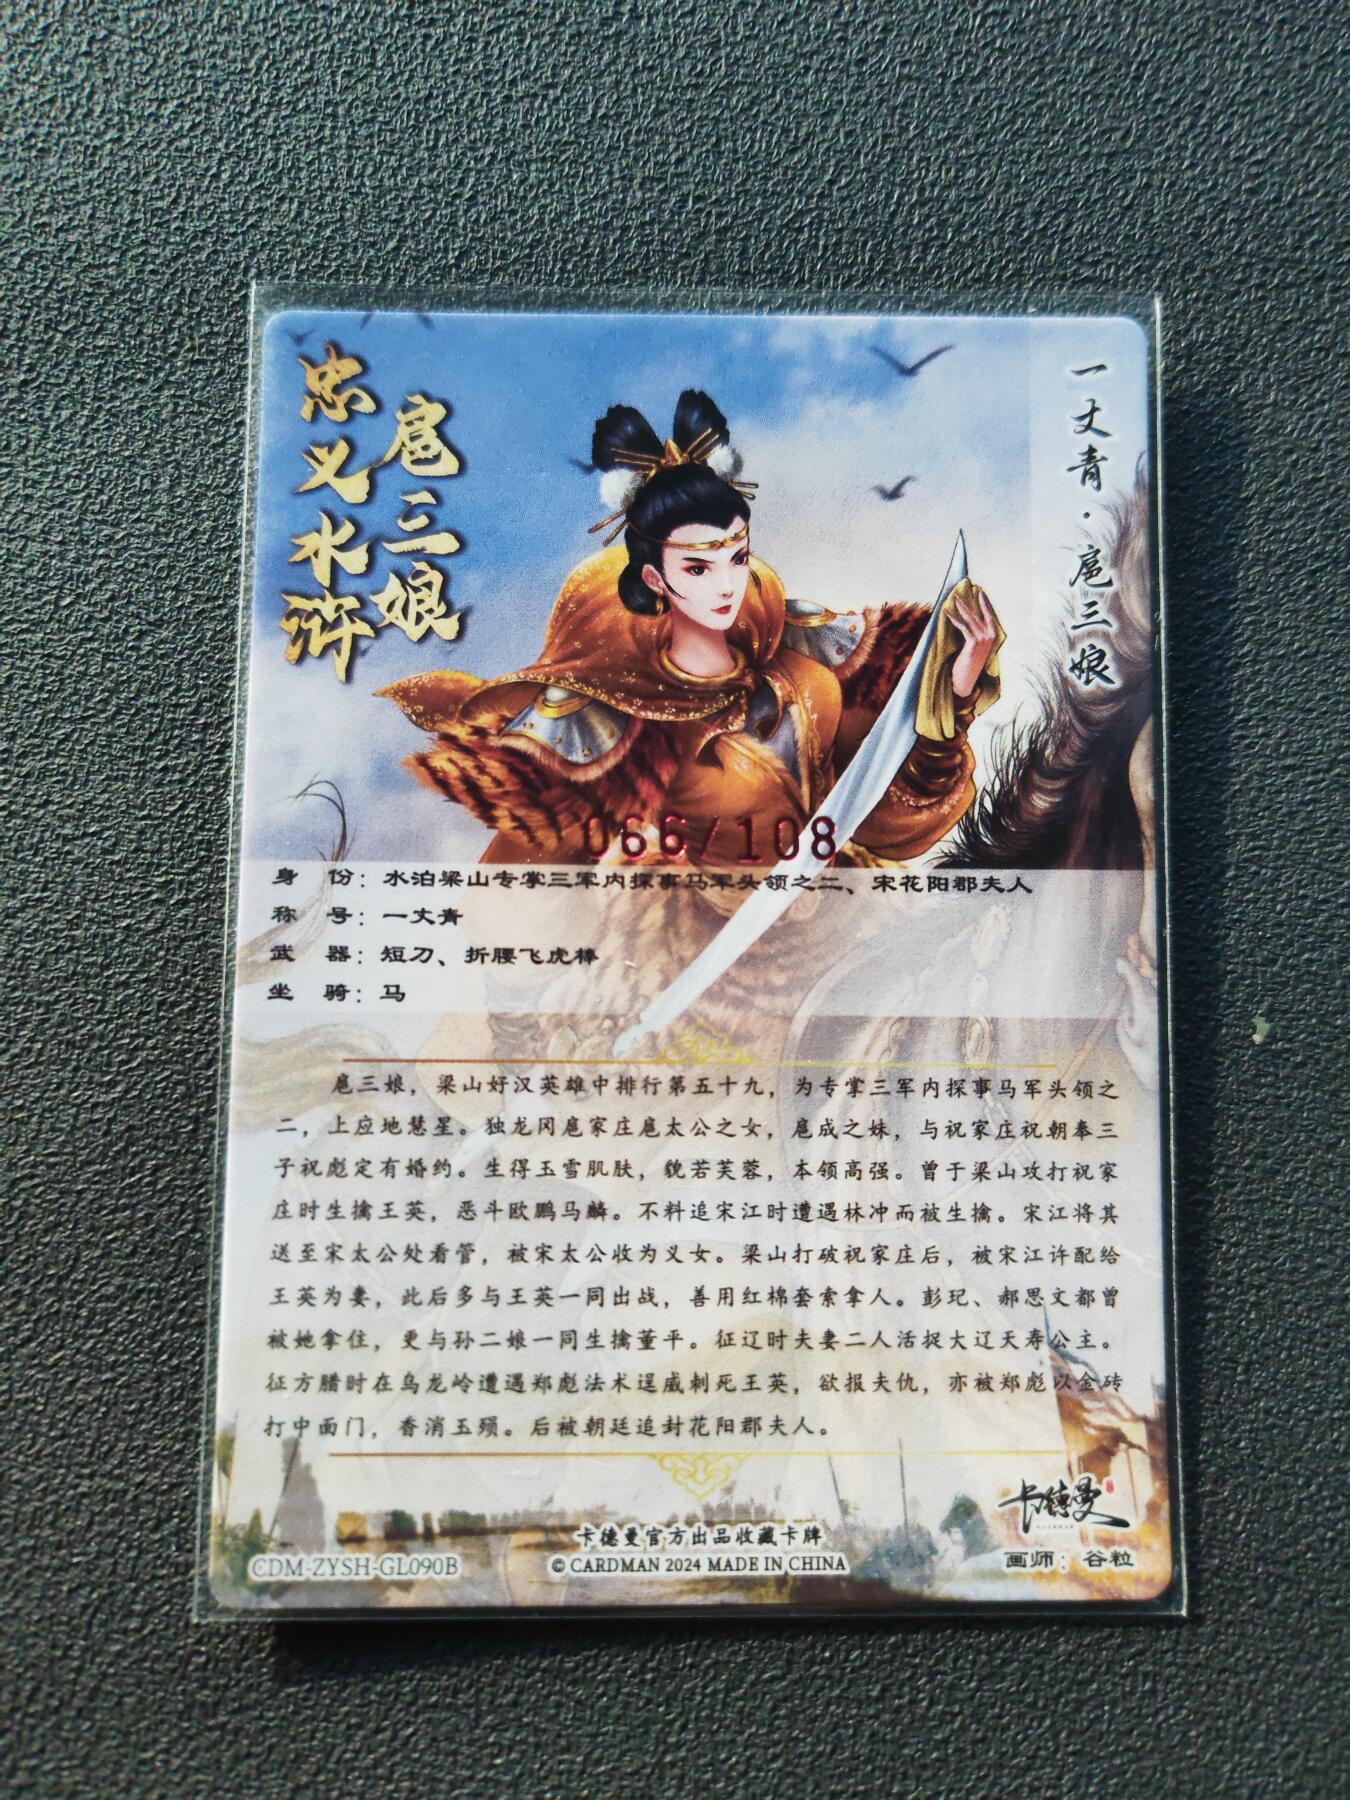 忠义水浒
扈三娘
一丈青·扈三娘
066/108
身 份：水泊梁山专掌三军内探事马军头领之二、宋花阳郡夫人
称 号：一丈青
武 器：短刀、折腰飞虎棒
坐 骑：马
扈三娘，梁山好汉英雄中排行第五十九，为专掌三军内探事马军头领之
二，上应地慧星。独龙冈扈家庄扈太公之女，扈成之妹，与祝家庄祝朝奉三
子祝彪定有婚约。生得玉雪肌肤，貌若芙蓉，本领高强。曾于梁山攻打祝家
庄时生擒王英，恶斗欧鹏马麟。不料追宋江时遭遇林冲而被生擒。宋江将其
送至宋太公处看管，被宋太公收为义女。梁山打破祝家庄后，被宋江许配给
王英为妻，此后多与王英一同出战，善用红棉套索拿人。彭玘、郝思文都曾
被她拿住，更与孙二娘一同生擒董平。征辽时夫妻二人活捉大辽天寿公主。
征方腊时在乌龙岭遭遇郑彪法术逞威刺死王英，欲报夫仇，亦被郑彪以金砖
打中面门，香消玉殒。后被朝廷追封花阳郡夫人。
卡德曼
卡德曼官方出品收藏卡牌
CDM-ZYSH-GL090B
© CARDMAN 2024 MADE IN CHINA
画师：谷粒